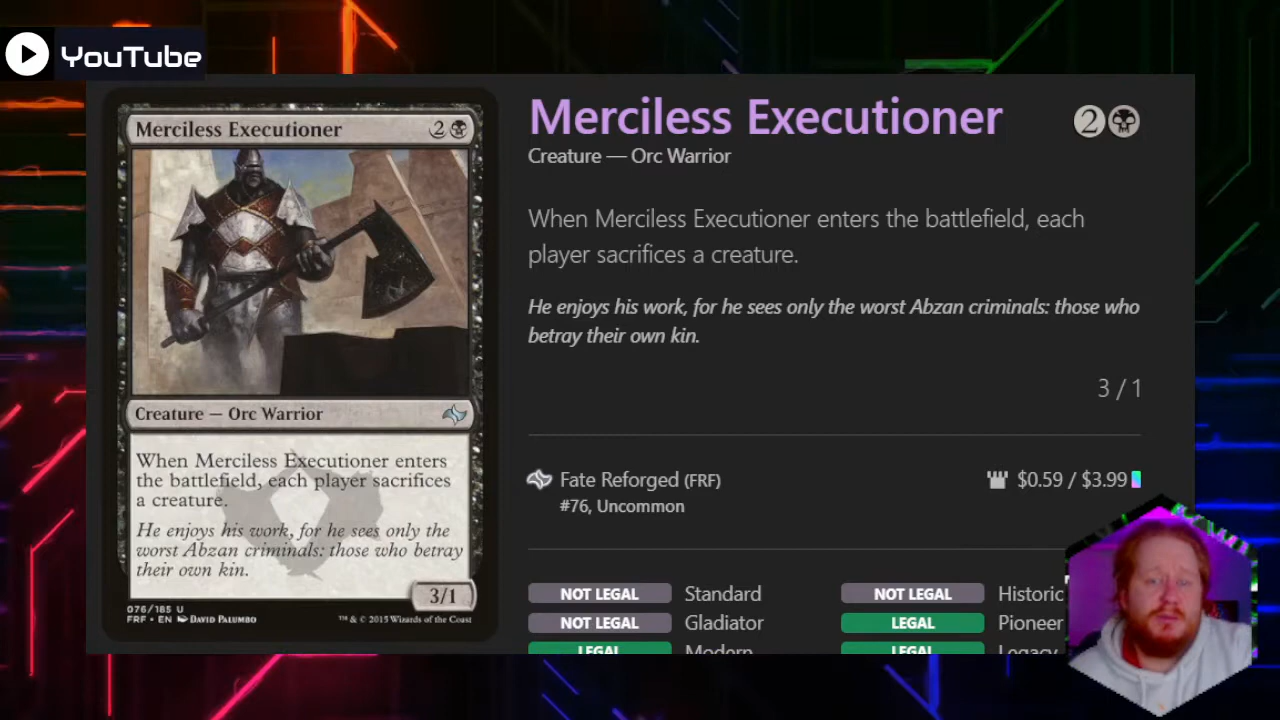 YouTube
Merciless Executioner 2
Creature — Orc Warrior
When Merciless Executioner enters
the battlefield, each player sacrifices
a creature.
He enjoys his work, for he sees only the
worst Abzan criminals: those who betray
their own kin.
3/1
076/185 U
FRF • EN DAVID PALUMBO
™ & © 2015 Wizards of the Coast
Merciless Executioner 2
Creature — Orc Warrior
When Merciless Executioner enters the battlefield, each
player sacrifices a creature.
He enjoys his work, for he sees only the worst Abzan criminals: those who
betray their own kin.
3 / 1
Fate Reforged (FRF) $0.59 / $3.99
#76, Uncommon
NOT LEGAL Standard NOT LEGAL Historic
NOT LEGAL Gladiator LEGAL Pioneer
LEGAL Modern LEGAL Legacy